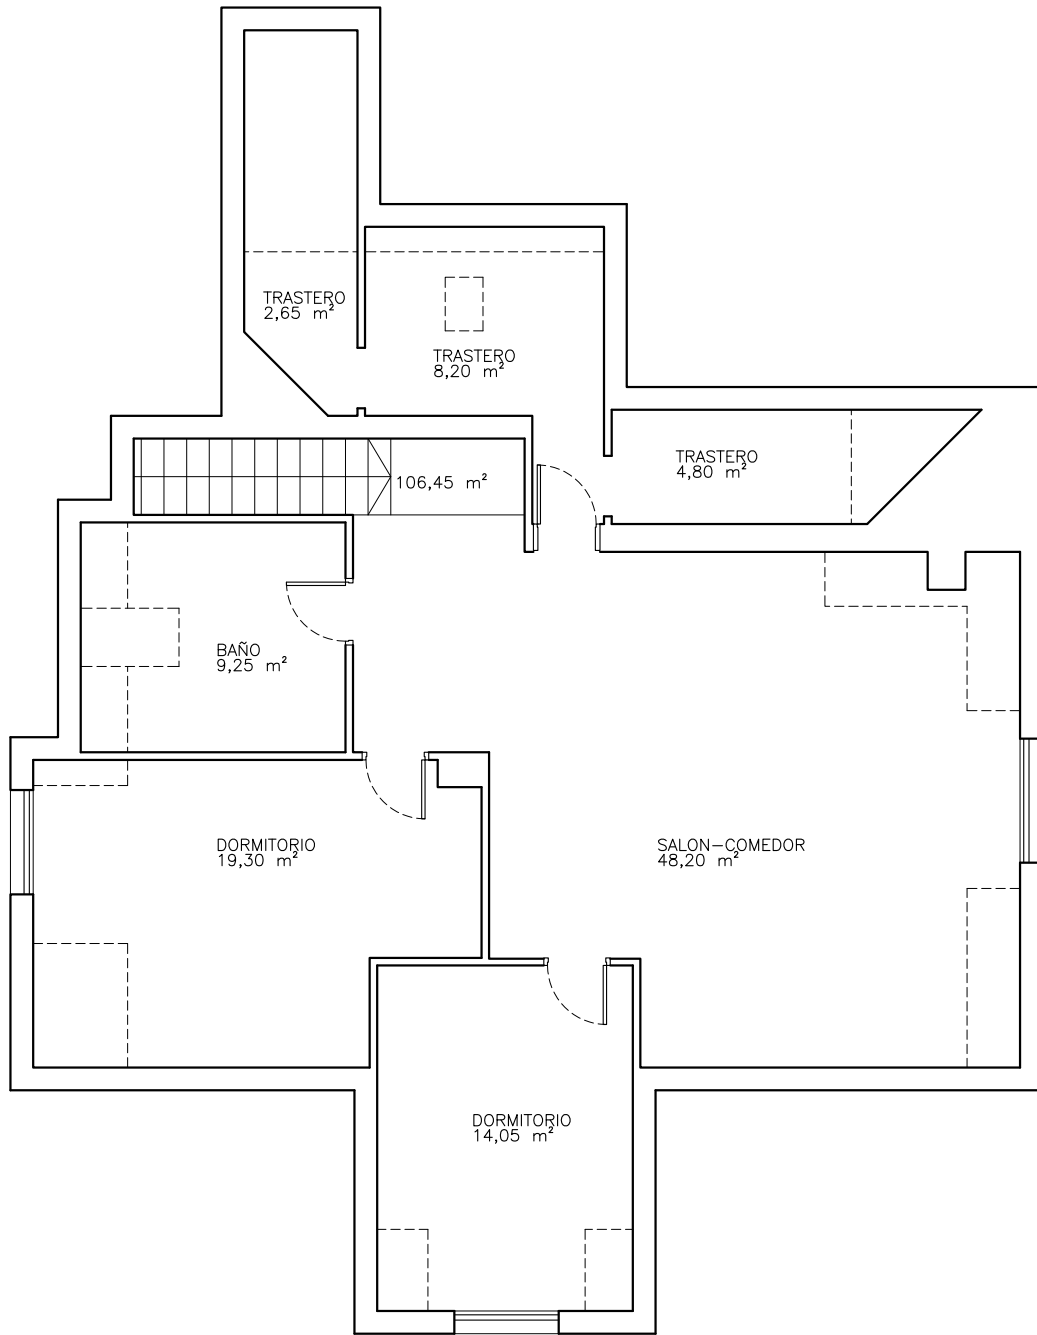 TRASTERO
2,65 m²
TRASTERO
8,20 m²
TRASTERO
4,80 m²
106,45 m²
BAÑO
9,25 m²
DORMITORIO
19,30 m²
SALON-COMEDOR
48,20 m²
DORMITORIO
14,05 m²